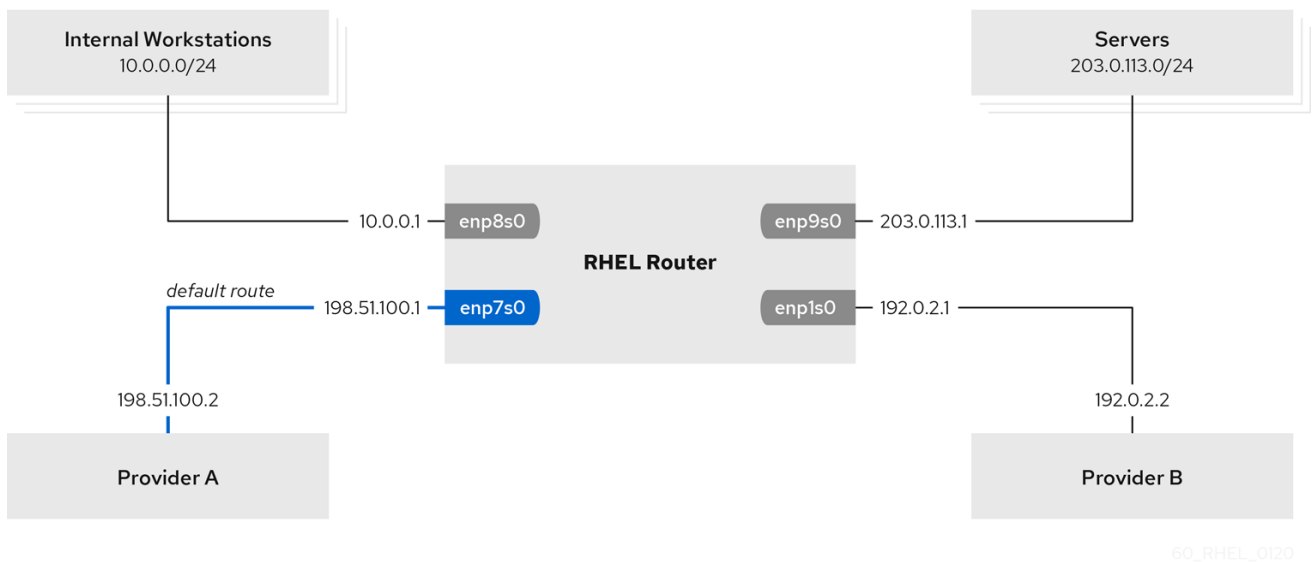 Internal Workstations
10.0.0.0/24
Servers
203.0.113.0/24
10.0.0.1
enp8s0
enp9s0
203.0.113.1
RHEL Router
default route
198.51.100.1
enp7s0
enp1s0
192.0.2.1
198.51.100.2
192.0.2.2
Provider A
Provider B
60_RHEL_0120